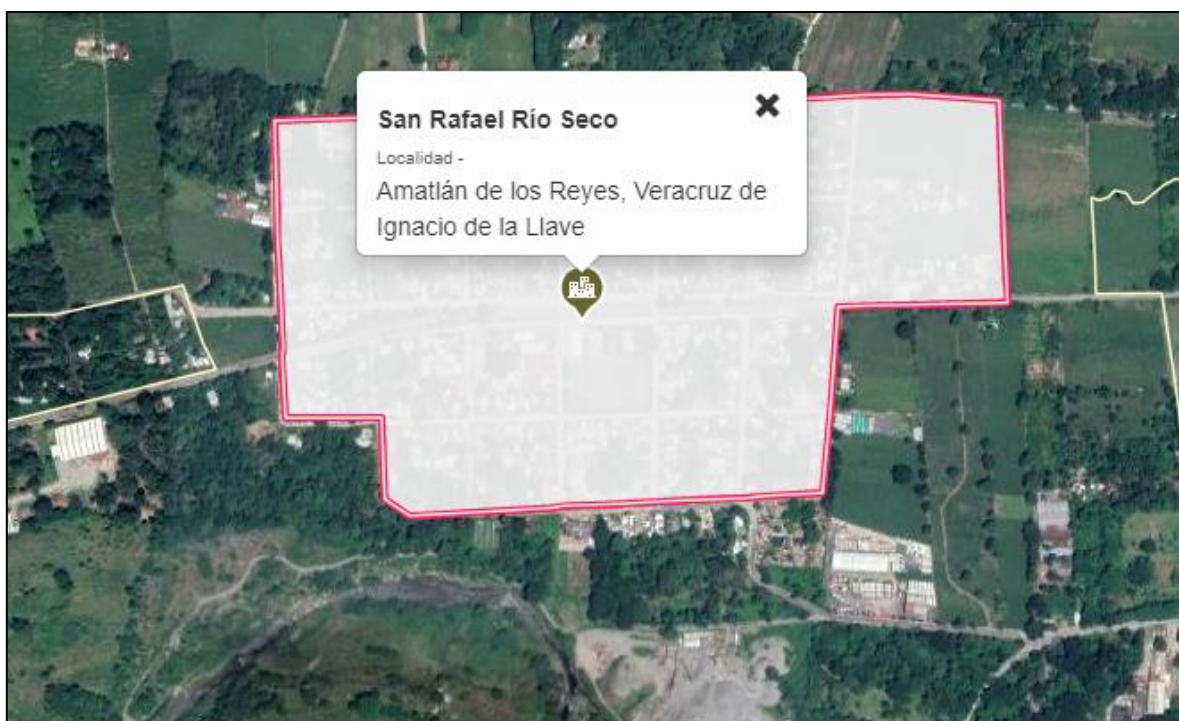 San Rafael Río Seco
Localidad -
Amatlán de los Reyes, Veracruz de
Ignacio de la Llave